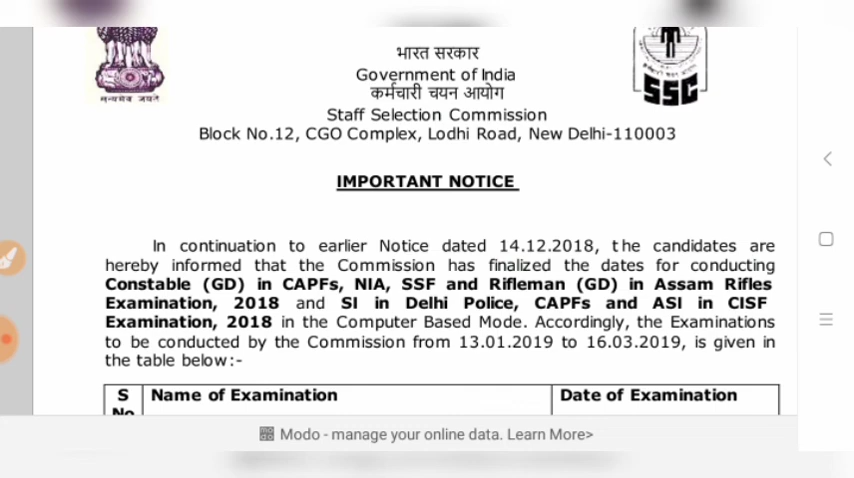 सत्यमेव जयते
SSC
भारत सरकार
Government of India
कर्मचारी चयन आयोग
Staff Selection Commission
Block No.12, CGO Complex, Lodhi Road, New Delhi-110003
IMPORTANT NOTICE
In continuation to earlier Notice dated 14.12.2018, the candidates are
hereby informed that the Commission has finalized the dates for conducting
Constable (GD) in CAPFs, NIA, SSF and Rifleman (GD) in Assam Rifles
Examination, 2018 and SI in Delhi Police, CAPFs and ASI in CISF
Examination, 2018 in the Computer Based Mode. Accordingly, the Examinations
to be conducted by the Commission from 13.01.2019 to 16.03.2019, is given in
the table below:-
S No Name of Examination Date of Examination
Modo - manage your online data. Learn More>